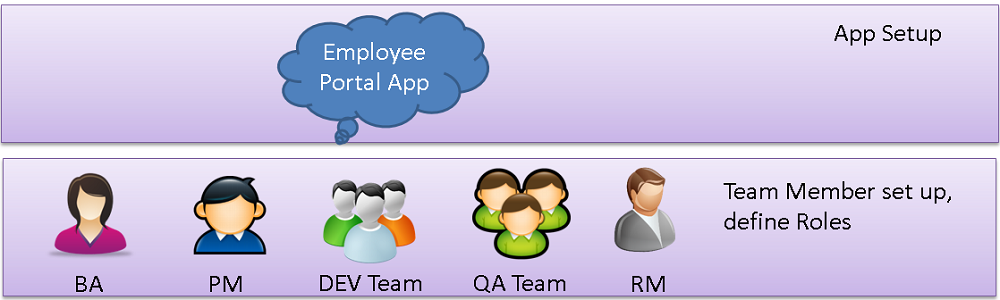 Employee
Portal App
App Setup
Team Member set up,
define Roles
BA
PM
DEV Team
QA Team
RM